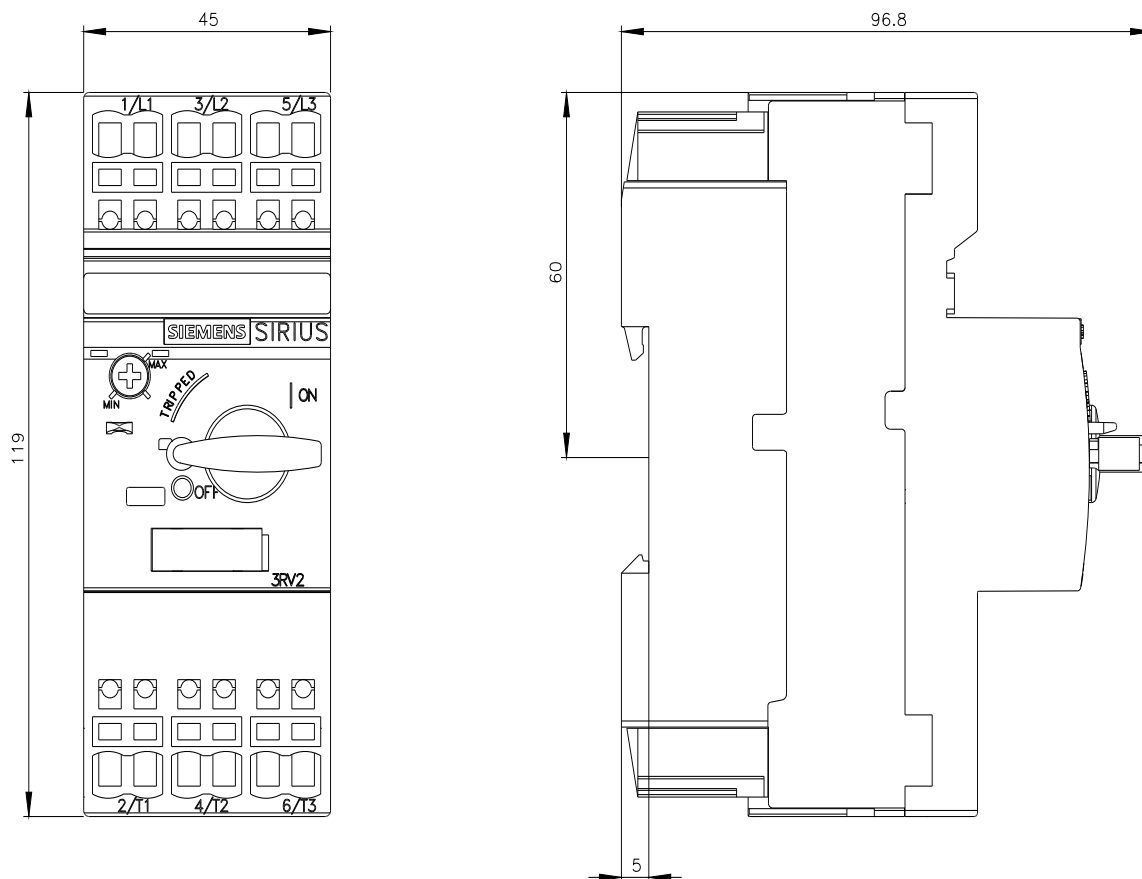 45
96.8
1/L1 3/L2 5/L3
60
SIEMENS SIRIUS
MAX
MIN
TRIPPED
ON
119
OFF
3RV2
2/T1 4/T2 6/T3
5